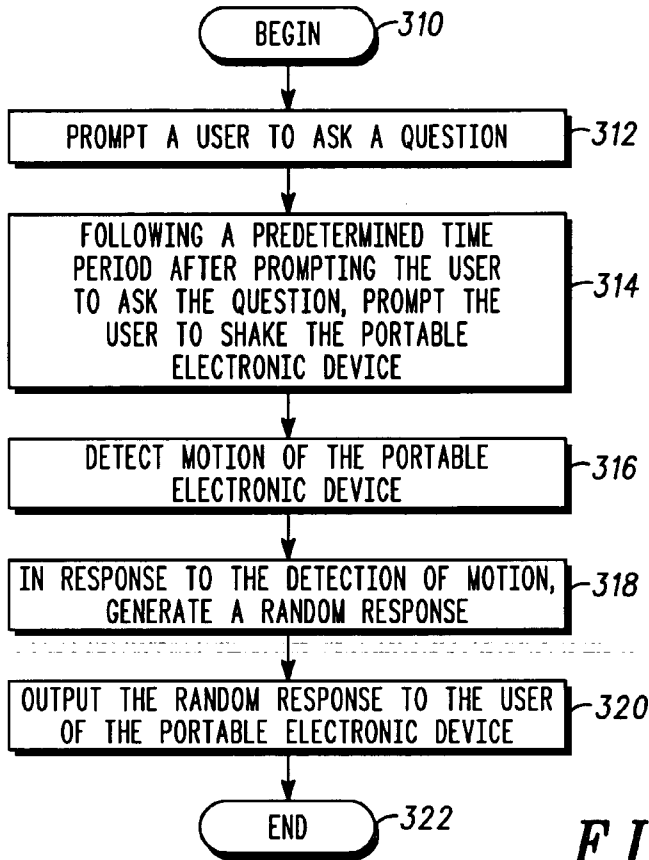 BEGIN 310
PROMPT A USER TO ASK A QUESTION 312
FOLLOWING A PREDETERMINED TIME
PERIOD AFTER PROMPTING THE USER
TO ASK THE QUESTION, PROMPT THE 314
USER TO SHAKE THE PORTABLE
ELECTRONIC DEVICE
DETECT MOTION OF THE PORTABLE 316
ELECTRONIC DEVICE
IN RESPONSE TO THE DETECTION OF MOTION, 318
GENERATE A RANDOM RESPONSE
OUTPUT THE RANDOM RESPONSE TO THE USER 320
OF THE PORTABLE ELECTRONIC DEVICE
END 322